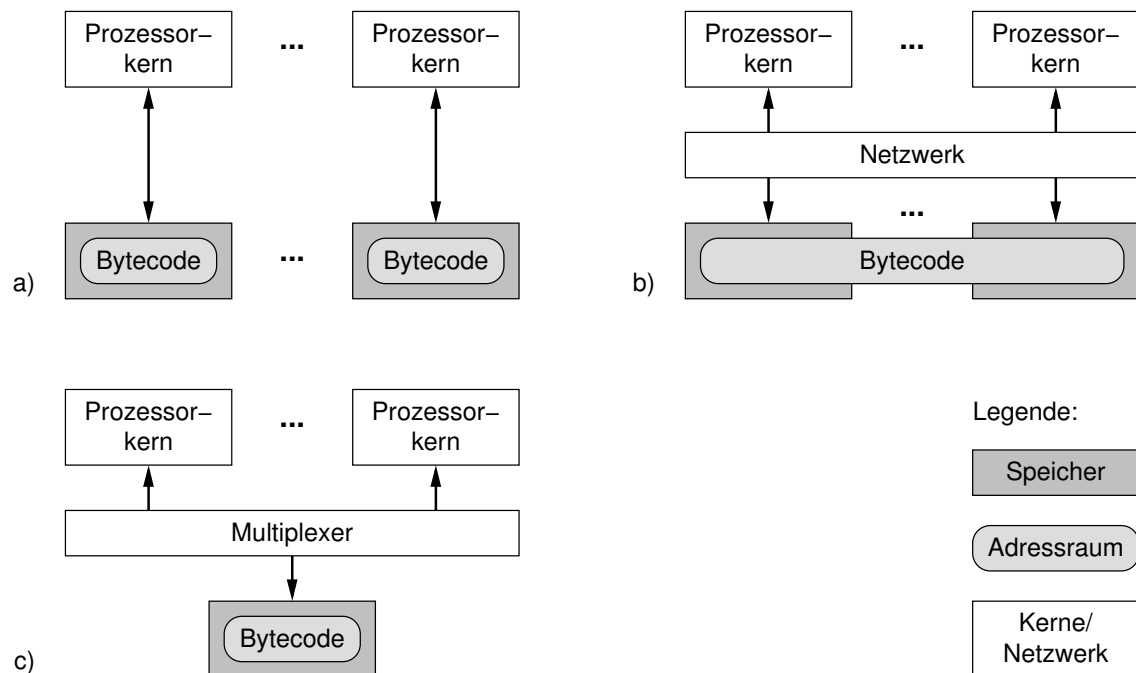 Prozessor–
kern
...
Prozessor–
kern
Bytecode
...
Bytecode
a)
Prozessor–
kern
...
Prozessor–
kern
Netzwerk
...
Bytecode
b)
Prozessor–
kern
...
Prozessor–
kern
Multiplexer
Bytecode
c)
Legende:
Speicher
Adressraum
Kerne/
Netzwerk